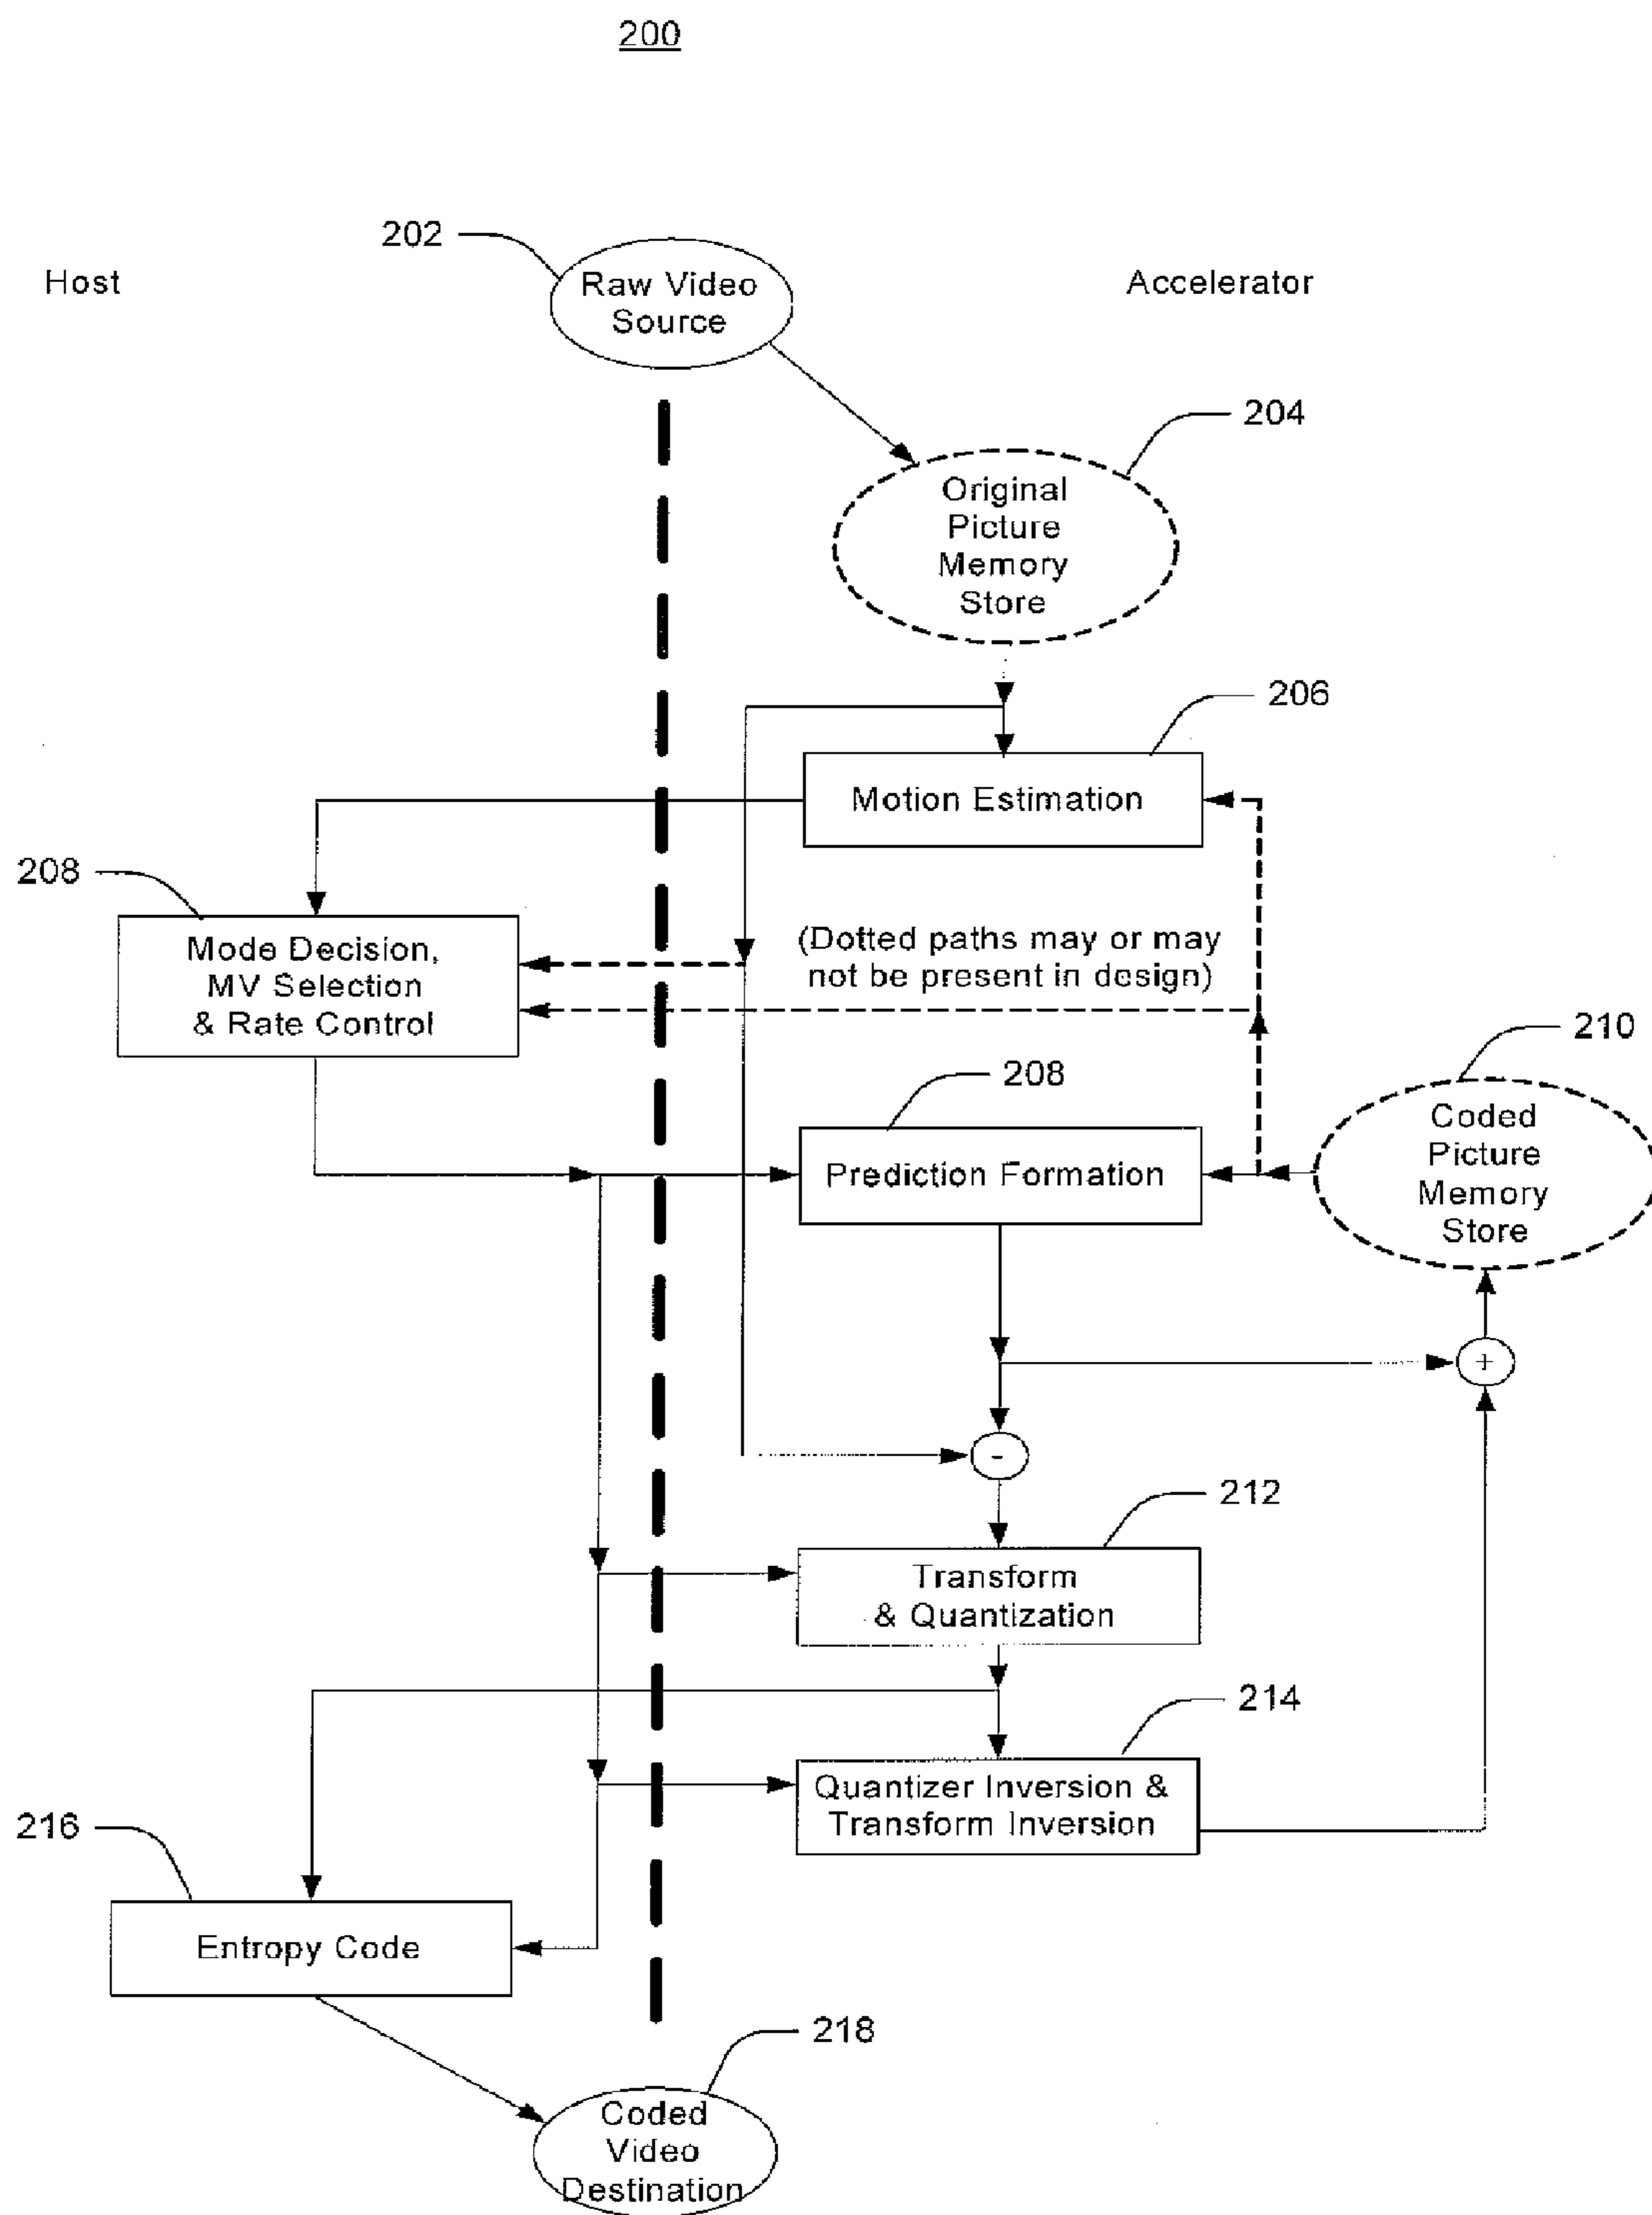 200
202
Host
Raw Video
Source
Accelerator
204
Original
Picture
Memory
Store
206
Motion Estimation
208
Mode Decision,
MV Selection
& Rate Control
(Dotted paths may or may
not be present in design)
210
208
Coded
Picture
Memory
Store
Prediction Formation
+
-
212
Transform
& Quantization
214
Quantizer Inversion &
Transform Inversion
216
Entropy Code
218
Coded
Video
Destination